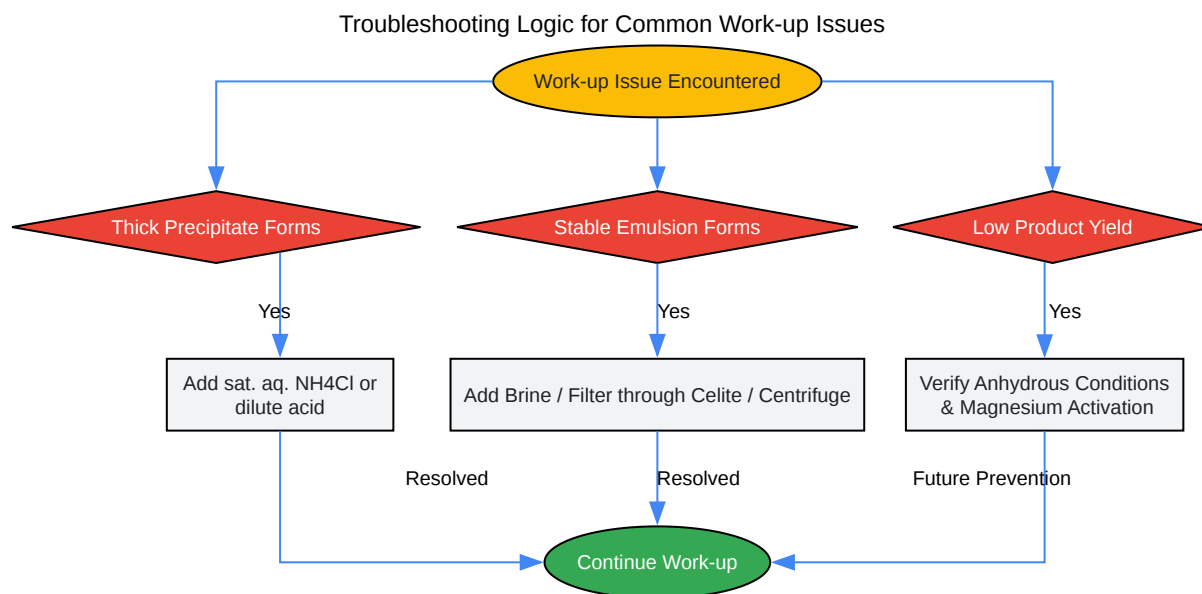 Troubleshooting Logic for Common Work-up Issues
Work-up Issue Encountered
Thick Precipitate Forms
Stable Emulsion Forms
Low Product Yield
Yes
Yes
Yes
Add sat. aq. NH4Cl or
dilute acid
Add Brine / Filter through Celite / Centrifuge
Verify Anhydrous Conditions
& Magnesium Activation
Resolved
Resolved
Future Prevention
Continue Work-up